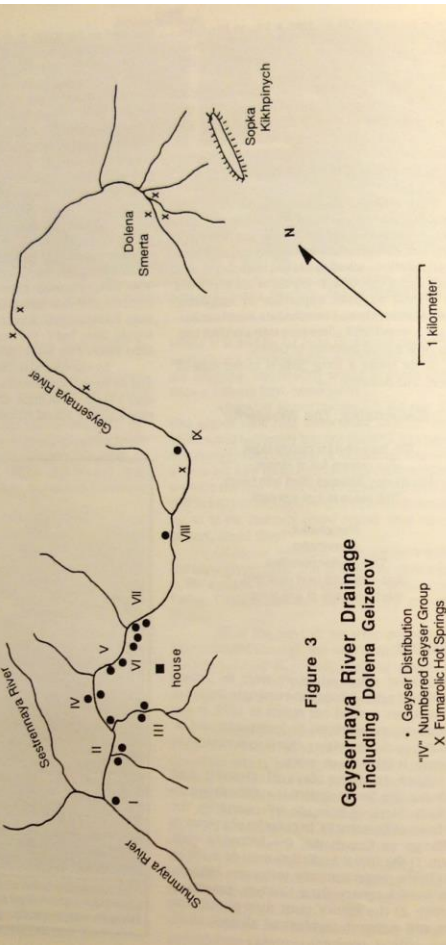 Sestrennaya River
Shumnaya River
Geysernaya River
I
II
III
IV
V
VI
VII
VIII
IX
house
Dolena
Smerta
Sopka
Kikhpinych
N
Figure 3
Geysernaya River Drainage
including Dolena Geizerov
• Geyser Distribution
"IV" Numbered Geyser Group
X Fumarolic Hot Springs
1 kilometer